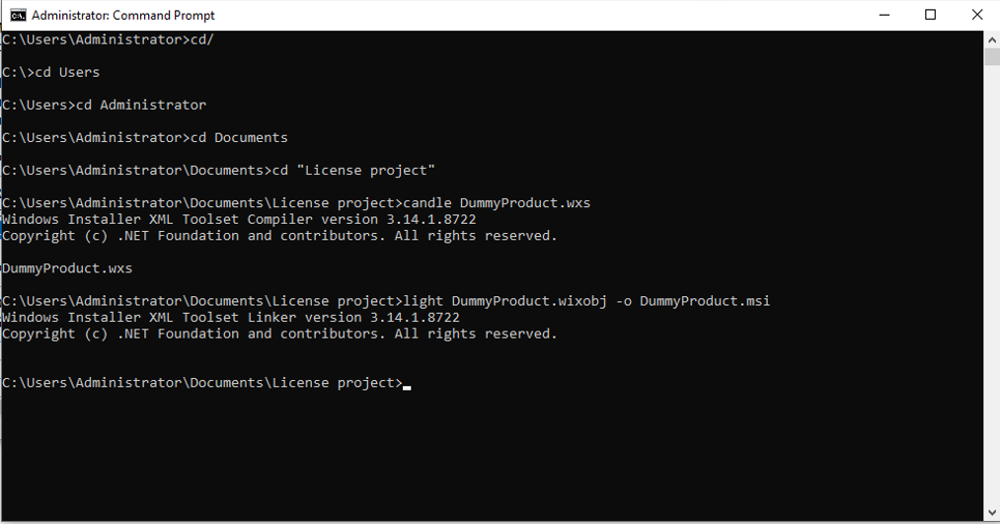 Administrator: Command Prompt
C:\Users\Administrator>cd/
C:\>cd Users
C:\Users>cd Administrator
C:\Users\Administrator>cd Documents
C:\Users\Administrator\Documents>cd "License project"
C:\Users\Administrator\Documents\License project>candle DummyProduct.wxs
Windows Installer XML Toolset Compiler version 3.14.1.8722
Copyright (c) .NET Foundation and contributors. All rights reserved.
DummyProduct.wxs
C:\Users\Administrator\Documents\License project>light DummyProduct.wixobj -o DummyProduct.msi
Windows Installer XML Toolset Linker version 3.14.1.8722
Copyright (c) .NET Foundation and contributors. All rights reserved.
C:\Users\Administrator\Documents\License project>